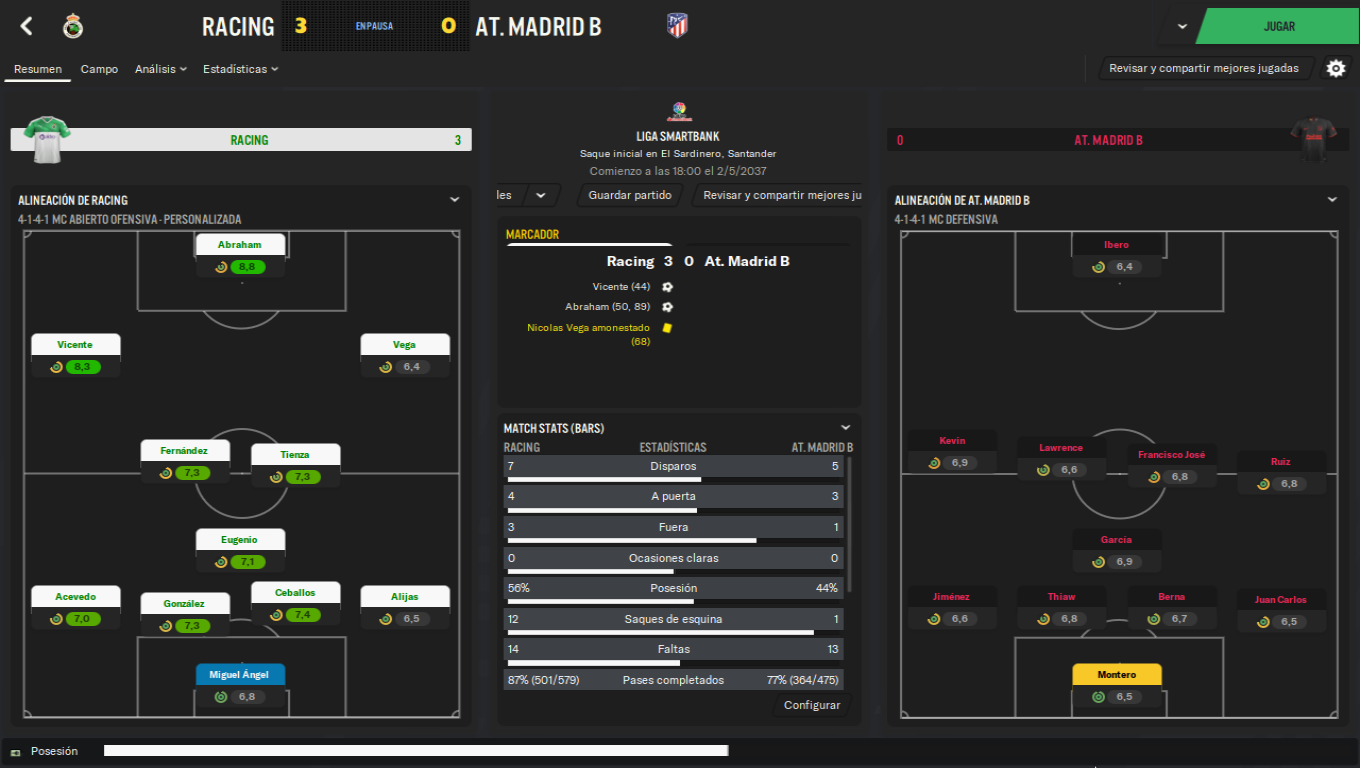 RACING 3 EN PAUSA 0 AT. MADRID B
JUGAR
Resumen Campo Análisis Estadísticas
Revisar y compartir mejores jugadas
RACING 3
LIGA SMARTBANK
Saque inicial en El Sardinero, Santander
Comienzo a las 18:00 el 2/5/2037
les Guardar partido Revisar y compartir mejores ju
0 AT. MADRID B
ALINEACIÓN DE RACING
4-1-4-1 MC ABIERTO OFENSIVA - PERSONALIZADA
Abraham
8,8
Vicente
8,3
Vega
6,4
Fernández
7,3
Tienza
7,3
Eugenio
7,1
Acevedo
7,0
González
7,3
Ceballos
7,4
Alijas
6,5
Miguel Ángel
6,8
MARCADOR
Racing 3 0 At. Madrid B
Vicente (44)
Abraham (50, 89)
Nicolas Vega amonestado
(68)
MATCH STATS (BARS)
RACING ESTADÍSTICAS AT. MADRID B
7 Disparos 5
4 A puerta 3
3 Fuera 1
0 Ocasiones claras 0
56% Posesión 44%
12 Saques de esquina 1
14 Faltas 13
87% (501/579) Pases completados 77% (364/475)
Configurar
ALINEACIÓN DE AT. MADRID B
4-1-4-1 MC DEFENSIVA
Ibero
6,4
Kevin
6,9
Lawrence
6,6
Francisco José
6,8
Ruiz
6,8
García
6,9
Jiménez
6,6
Thiaw
6,8
Berna
6,7
Juan Carlos
6,5
Montero
6,5
Posesión